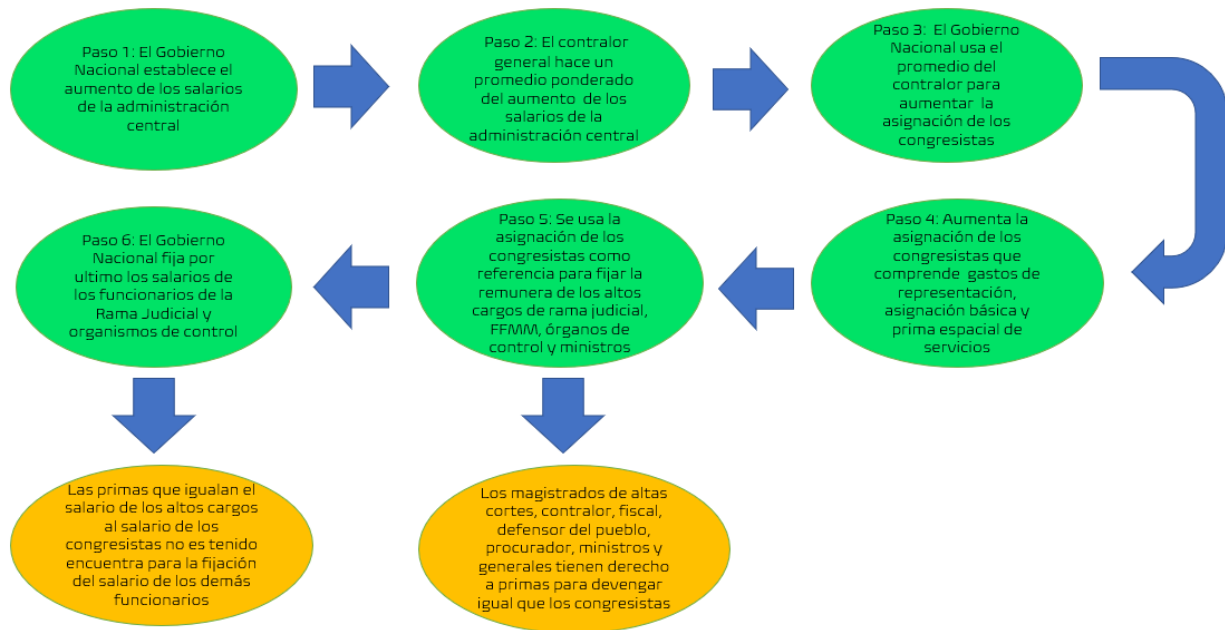 Paso 1: El Gobierno
Nacional establece el
aumento de los salarios
de la administración
central
Paso 2: El contralor
general hace un
promedio ponderado
del aumento de los
salarios de la
administración central
Paso 3: El Gobierno
Nacional usa el
promedio del
contralor para
aumentar la
asignación de los
congresistas
Paso 4: Aumenta la
asignación de los
congresistas que
comprende gastos de
representación,
asignación básica y
prima espacial de
servicios
Paso 5: Se usa la
asignación de los
congresistas como
referencia para fijar la
remunera de los altos
cargos de rama judicial,
FFMM, órganos de
control y ministros
Paso 6: El Gobierno
Nacional fija por
ultimo los salarios de
los funcionarios de la
Rama Judicial y
organismos de control
Las primas que igualan el
salario de los altos cargos
al salario de los
congresistas no es tenido
encuentra para la fijación
del salario de los demás
funcionarios
Los magistrados de altas
cortes, contralor, fiscal,
defensor del pueblo,
procurador, ministros y
generales tienen derecho
a primas para devengar
igual que los congresistas